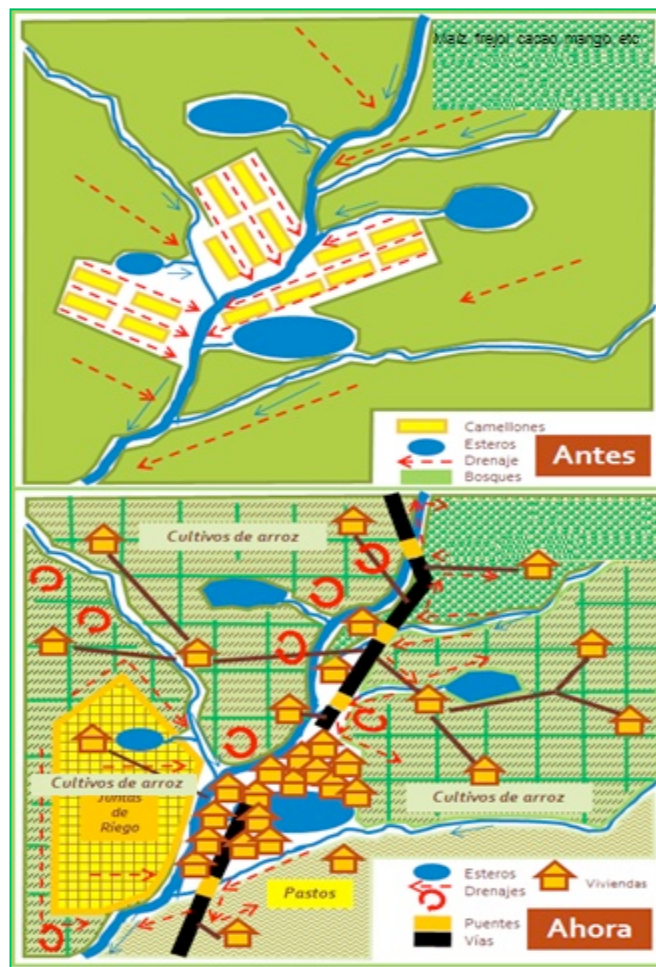 Maíz, frejol, cacao, mango, etc
Camellones
Esteros
Drenaje
Bosques
Antes
Cultivos de arroz
Cultivos de arroz
Juntas
de
Riego
Cultivos de arroz
Pastos
Esteros
Drenajes
Viviendas
Puentes
Vías
Ahora